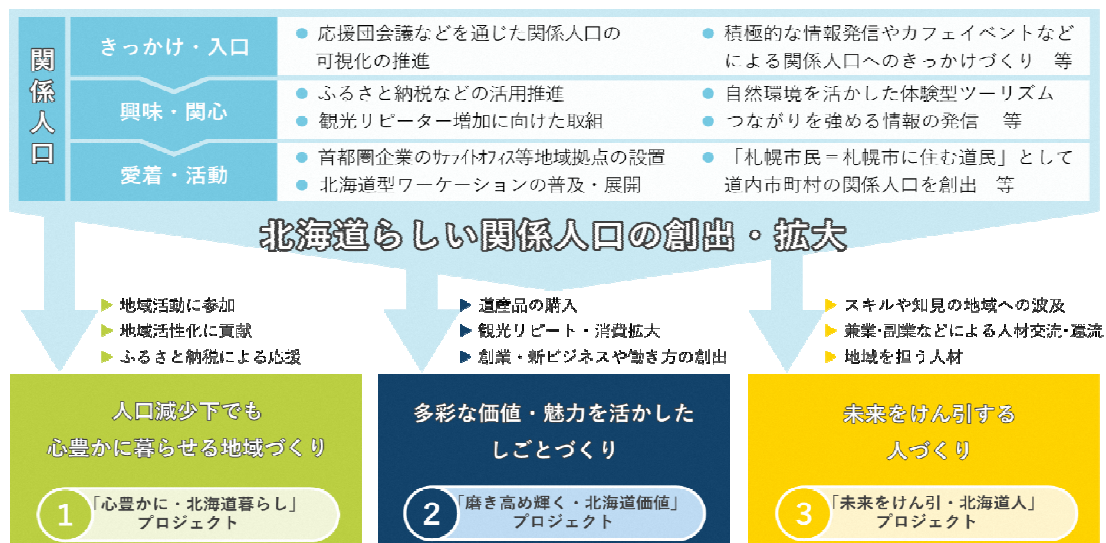 関係人口
きっかけ・入口
● 応援団会議などを通じた関係人口の
可視化の推進
● 積極的な情報発信やカフェイベントなど
による関係人口へのきっかけづくり 等
興味・関心
● ふるさと納税などの活用推進
● 観光リピーター増加に向けた取組
● 自然環境を活かした体験型ツーリズム
● つながりを強める情報の発信 等
愛着・活動
● 首都圏企業のｻﾃﾗｲﾄｵﾌｨｽ等地域拠点の設置
● 北海道型ワーケーションの普及・展開
● 「札幌市民＝札幌市に住む道民」として
道内市町村の関係人口を創出 等
北海道らしい関係人口の創出・拡大
▶ 地域活動に参加
▶ 地域活性化に貢献
▶ ふるさと納税による応援
▶ 道産品の購入
▶ 観光リピート・消費拡大
▶ 創業・新ビジネスや働き方の創出
▶ スキルや知見の地域への波及
▶ 兼業・副業などによる人材交流・還流
▶ 地域を担う人材
人口減少下でも
心豊かに暮らせる地域づくり
1 「心豊かに・北海道暮らし」
プロジェクト
多彩な価値・魅力を活かした
しごとづくり
2 「磨き高め輝く・北海道価値」
プロジェクト
未来をけん引する
人づくり
3 「未来をけん引・北海道人」
プロジェクト